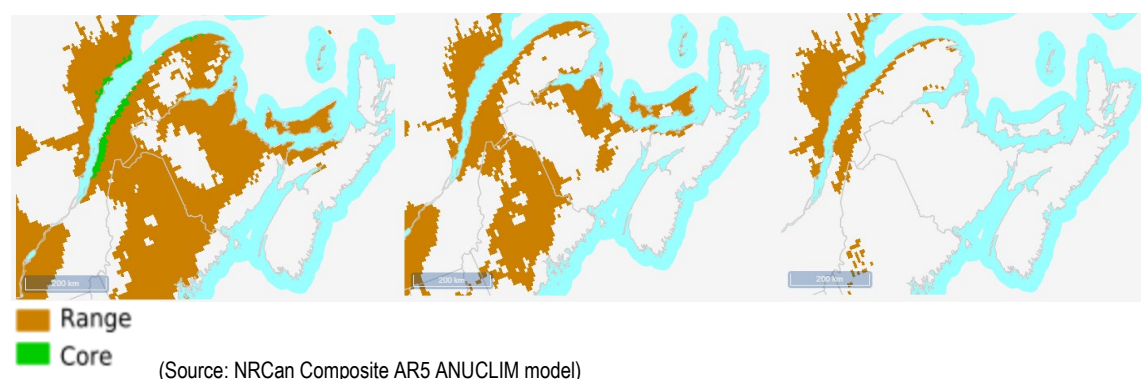 200 km
200 km
200 km
Range
Core
(Source: NRCan Composite AR5 ANUCLIM model)